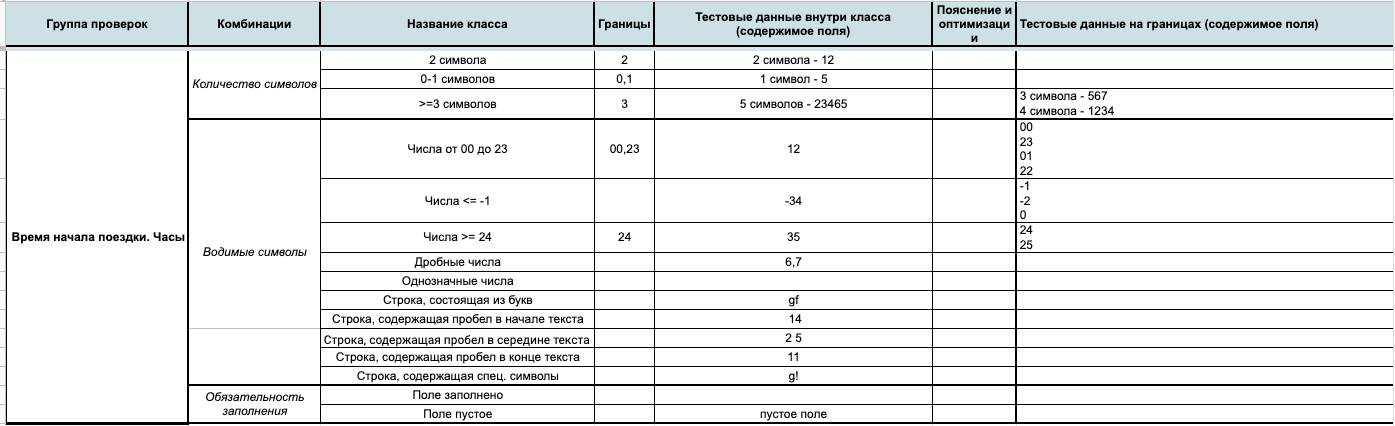 Группа проверок
Комбинации
Название класса
Границы
Тестовые данные внутри класса
(содержимое поля)
Пояснение и
оптимизаци
и
Тестовые данные на границах (содержимое поля)
Время начала поездки. Часы
Количество символов
2 символа
2
2 символа - 12
0-1 символов
0,1
1 символ - 5
>=3 символов
3
5 символов - 23465
3 символа - 567
4 символа - 1234
Водимые символы
Числа от 00 до 23
00,23
12
00
23
01
22
Числа <= -1
-34
-1
-2
0
Числа >= 24
24
35
24
25
Дробные числа
6,7
Однозначные числа
Строка, состоящая из букв
gf
Строка, содержащая пробел в начале текста
14
Строка, содержащая пробел в середине текста
2 5
Строка, содержащая пробел в конце текста
11
Строка, содержащая спец. символы
g!
Обязательность
заполнения
Поле заполнено
Поле пустое
пустое поле